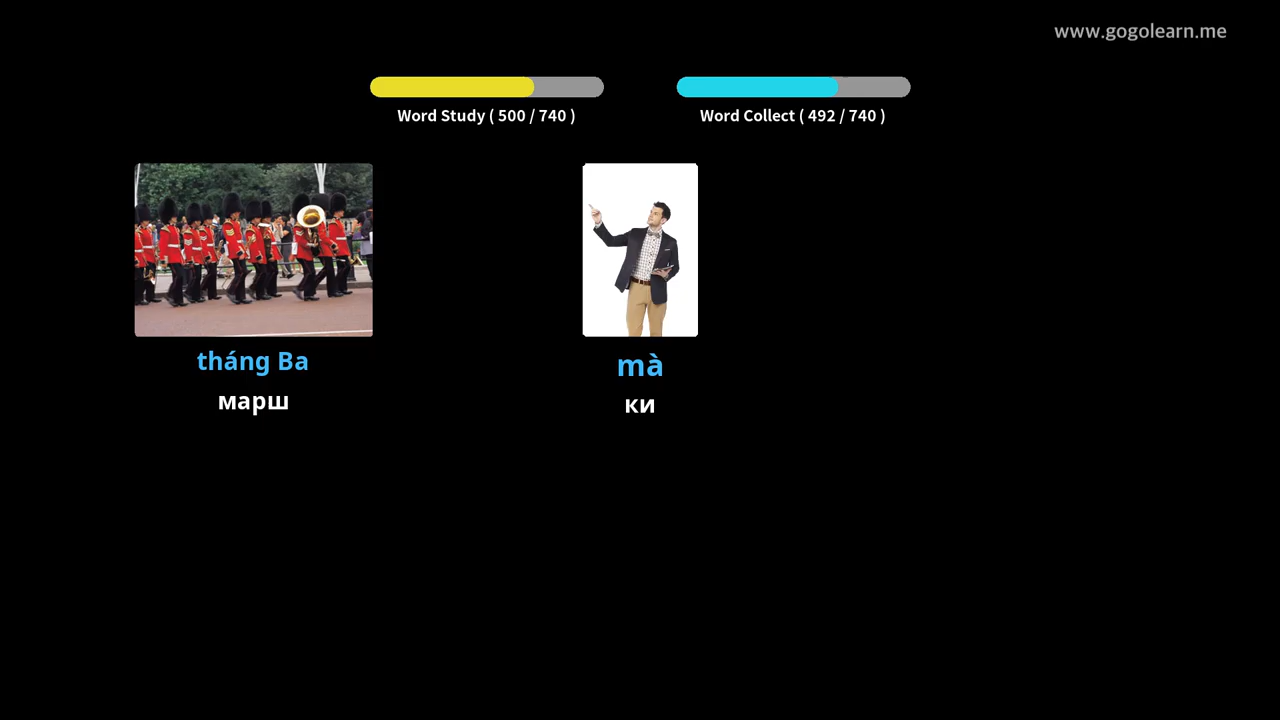 www.gogolearn.me
Word Study ( 500 / 740 )
Word Collect ( 492 / 740 )
tháng Ba
марш
mà
ки